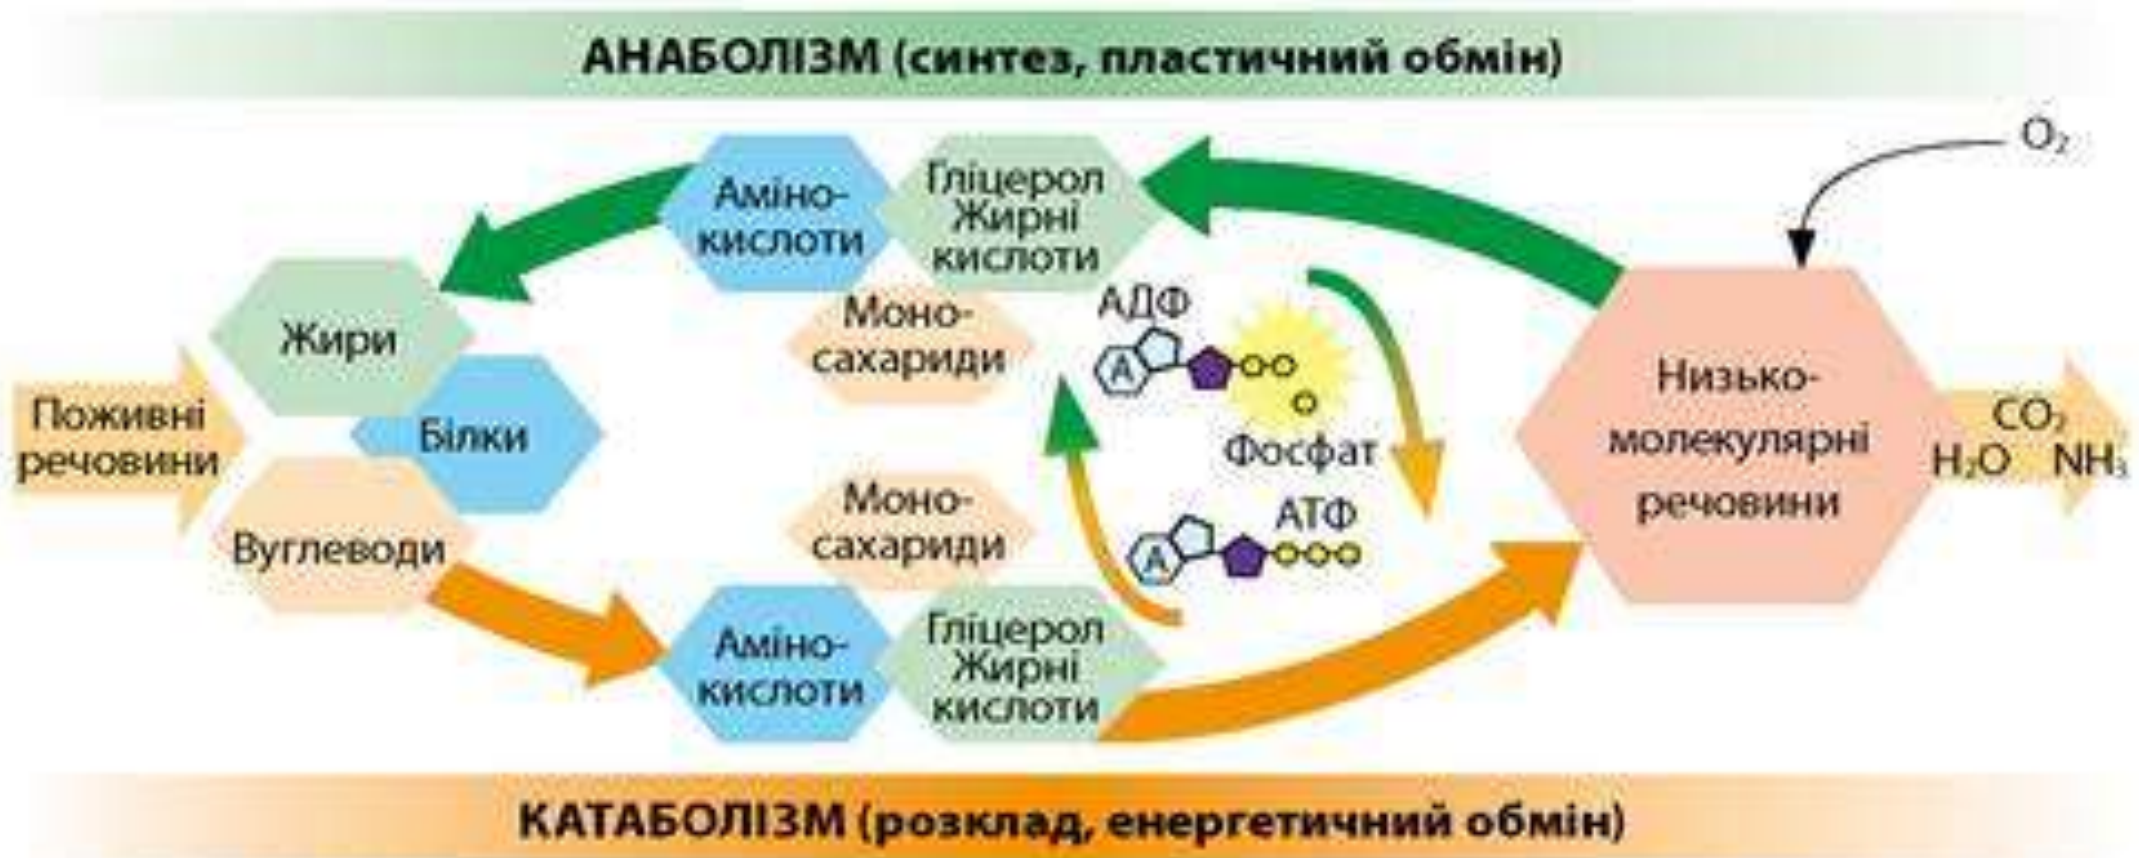 АНАБОЛІЗМ (синтез, пластичний обмін)
O₂
Аміно-
кислоти
Гліцерол
Жирні
кислоти
Моно-
сахариди
АДФ
А
Фосфат
Жири
Білки
Вуглеводи
Поживні
речовини
Низько-
молекулярні
речовини
CO₂
H₂O NH₃
Моно-
сахариди
АТФ
А
Аміно-
кислоти
Гліцерол
Жирні
кислоти
КАТАБОЛІЗМ (розклад, енергетичний обмін)